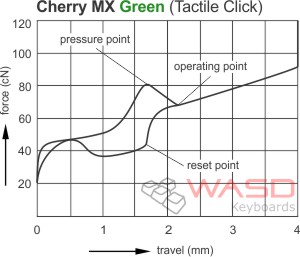 Cherry MX Green (Tactile Click)
120
100
80
60
40
20
force (cN)
pressure point
operating point
reset point
WASD
Keyboards
0 1 2 3 4
travel (mm)